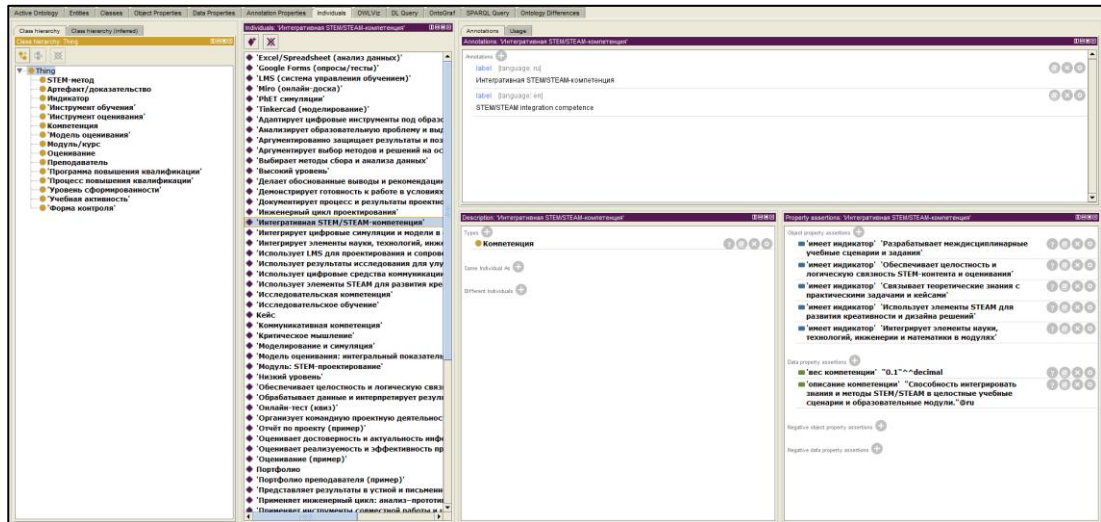 Active Ontology Entities Classes Object Properties Data Properties Annotation Properties Individuals OWLViz DL Query OntoGraf SPARQL Query Ontology Differences
Class hierarchy Class hierarchy (inferred)
Class hierarchy: Thing
Thing
STEM-метод
Артефакт/доказательство
Индикатор
'Инструмент обучения'
'Инструмент оценивания'
Компетенция
'Модель оценивания'
Модуль/курс
Оценивание
Преподаватель
'Программа повышения квалификации'
'Процесс повышения квалификации'
'Уровень сформированности'
'Учебная активность'
'Форма контроля'
Individuals: 'Интегративная STEM/STEAM-компетенция'
'Excel/Spreadsheet (анализ данных)'
'Google Forms (опросы/тесты)'
'LMS (система управления обучением)'
'Miro (онлайн-доска)'
'PhET симуляции'
'Tinkercad (моделирование)'
'Адаптирует цифровые инструменты под образо
'Анализирует образовательную проблему и выд
'Аргументированно защищает результаты и поз
'Аргументирует выбор методов и решений на ос
'Выбирает методы сбора и анализа данных'
'Высокий уровень'
'Делает обоснованные выводы и рекомендации
'Демонстрирует готовность к работе в условиях
'Документирует процесс и результаты проектно
'Инженерный цикл проектирования'
'Интегративная STEM/STEAM-компетенция'
'Интегрирует цифровые симуляции и модели в
'Интегрирует элементы науки, технологий, инже
'Использует LMS для проектирования и сопрово
'Использует результаты исследования для улу
'Использует цифровые средства коммуникации
'Использует элементы STEAM для развития кре
'Исследовательская компетенция'
'Исследовательское обучение'
Кейс
'Коммуникативная компетенция'
'Критическое мышление'
'Моделирование и симуляция'
'Модель оценивания: интегральный показатель
'Модуль: STEM-проектирование'
'Низкий уровень'
'Обеспечивает целостность и логическую связн
'Обрабатывает данные и интерпретирует резул
'Онлайн-тест (квиз)'
'Организует командную проектную деятельнос
'Отчёт по проекту (пример)'
'Оценивает достоверность и актуальность инфо
'Оценивает реализуемость и эффективность пр
'Оценивание (пример)'
Портфолио
'Портфолио преподавателя (пример)'
'Представляет результаты в устной и письменн
'Применяет инженерный цикл: анализ-прототип
'Применяет инструменты совместной работы и
Annotations Usage
Annotations: 'Интегративная STEM/STEAM-компетенция'
Annotations
label [language: ru]
Интегративная STEM/STEAM-компетенция
label [language: en]
STEM/STEAM integration competence
Description: 'Интегративная STEM/STEAM-компетенция'
Types
Компетенция
Same Individual As
Different Individuals
Property assertions: 'Интегративная STEM/STEAM-компетенция'
Object property assertions
'имеет индикатор' 'Разрабатывает междисциплинарные
учебные сценарии и задания'
'имеет индикатор' 'Обеспечивает целостность и
логическую связность STEM-контента и оценивания'
'имеет индикатор' 'Связывает теоретические знания с
практическими задачами и кейсами'
'имеет индикатор' 'Использует элементы STEAM для
развития креативности и дизайна решений'
'имеет индикатор' 'Интегрирует элементы науки,
технологий, инженерии и математики в модулях'
Data property assertions
'вес компетенции' "0.1"^^decimal
'описание компетенции' "Способность интегрировать
знания и методы STEM/STEAM в целостные учебные
сценарии и образовательные модули."@ru
Negative object property assertions
Negative data property assertions